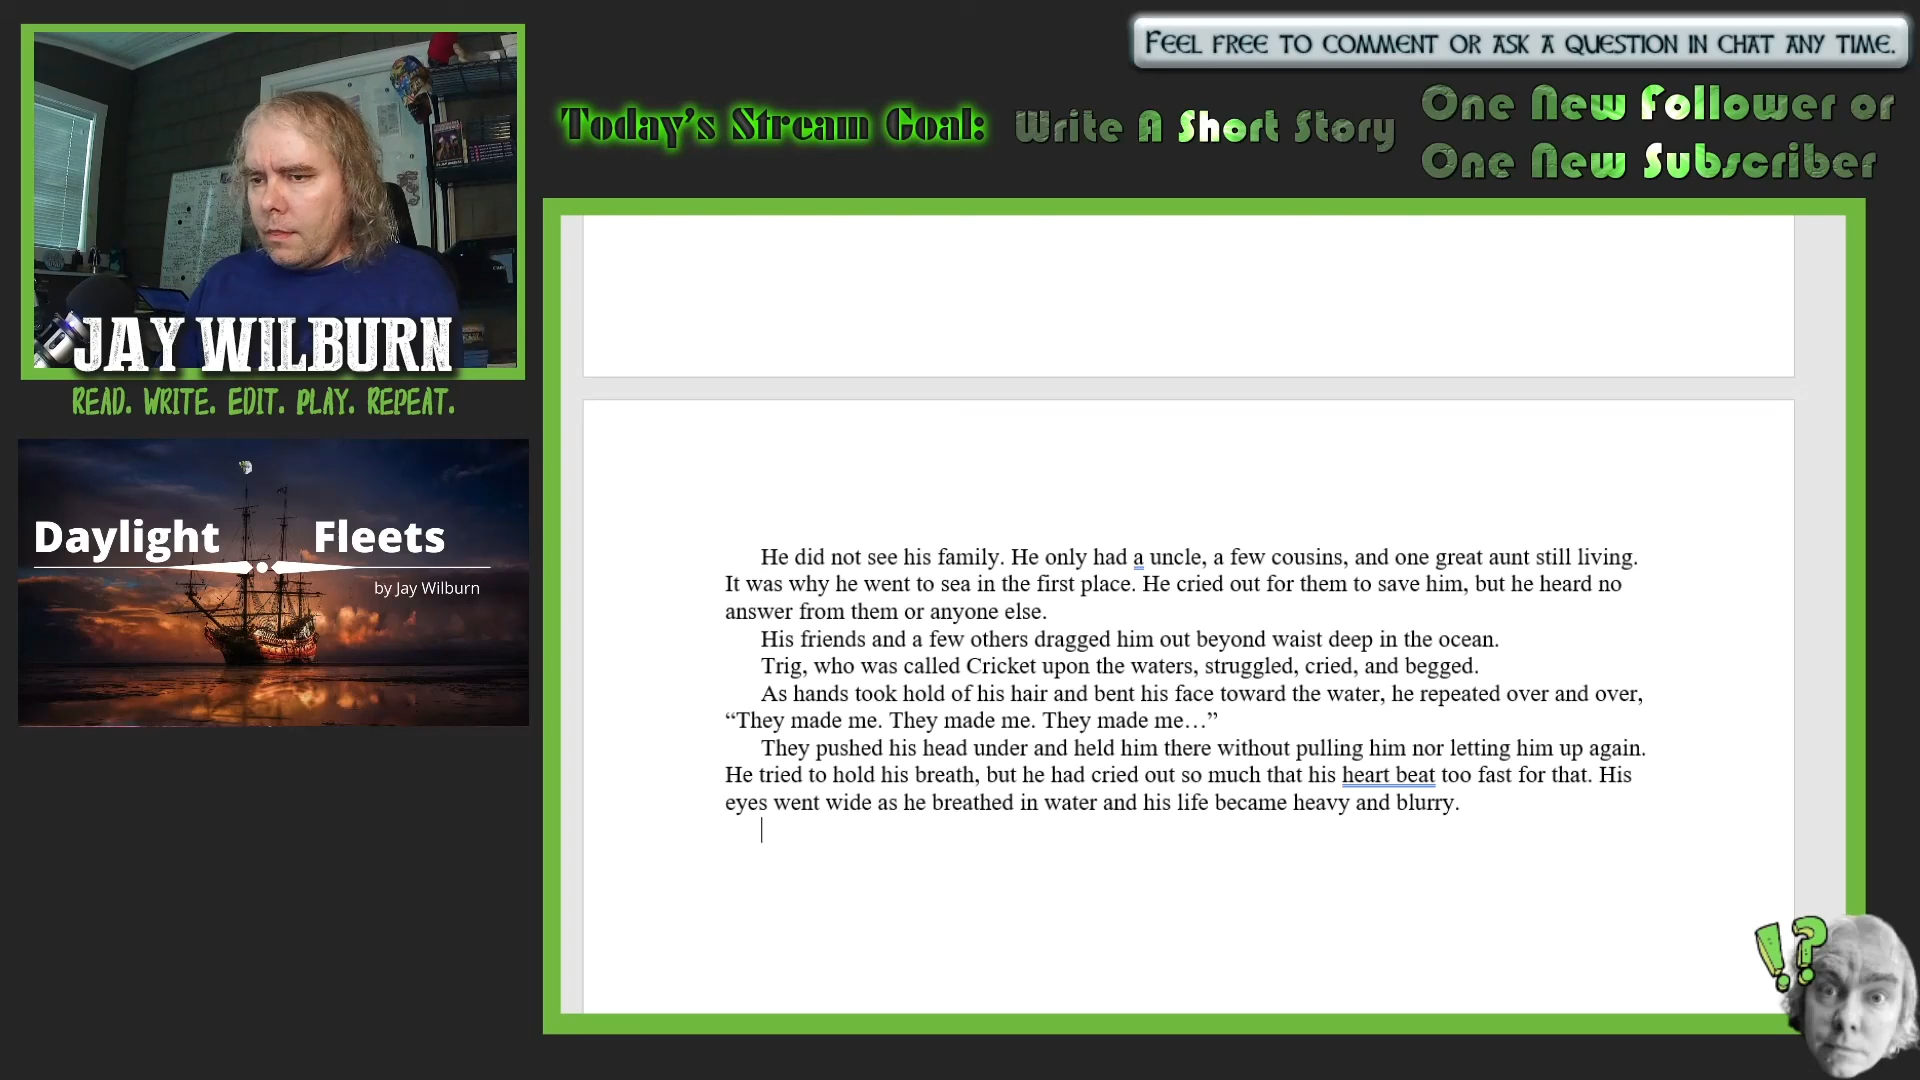 FEEL FREE TO COMMENT OR ASK A QUESTION IN CHAT ANY TIME.
Today's Stream Goal:
Write A Short Story
One New Follower or
One New Subscriber
JAY WILBURN
READ. WRITE. EDIT. PLAY. REPEAT.
Daylight Fleets
by Jay Wilburn
He did not see his family. He only had a uncle, a few cousins, and one great aunt still living.
It was why he went to sea in the first place. He cried out for them to save him, but he heard no
answer from them or anyone else.
His friends and a few others dragged him out beyond waist deep in the ocean.
Trig, who was called Cricket upon the waters, struggled, cried, and begged.
As hands took hold of his hair and bent his face toward the water, he repeated over and over,
“They made me. They made me. They made me…”
They pushed his head under and held him there without pulling him nor letting him up again.
He tried to hold his breath, but he had cried out so much that his heart beat too fast for that. His
eyes went wide as he breathed in water and his life became heavy and blurry.
!?